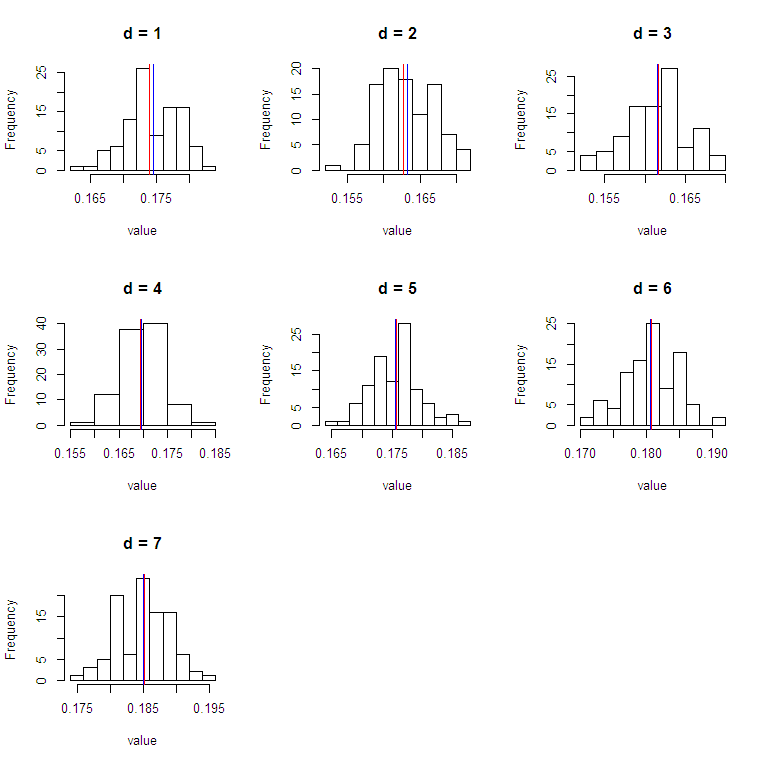 d = 1
Frequency
0 5 15 25
0.165 0.175
value
d = 2
Frequency
0 5 10 15 20
0.155 0.165
value
d = 3
Frequency
0 5 15 25
0.155 0.165
value
d = 4
Frequency
0 10 20 30 40
0.155 0.165 0.175 0.185
value
d = 5
Frequency
0 5 15 25
0.165 0.175 0.185
value
d = 6
Frequency
0 5 15 25
0.170 0.180 0.190
value
d = 7
Frequency
0 5 15
0.175 0.185 0.195
value